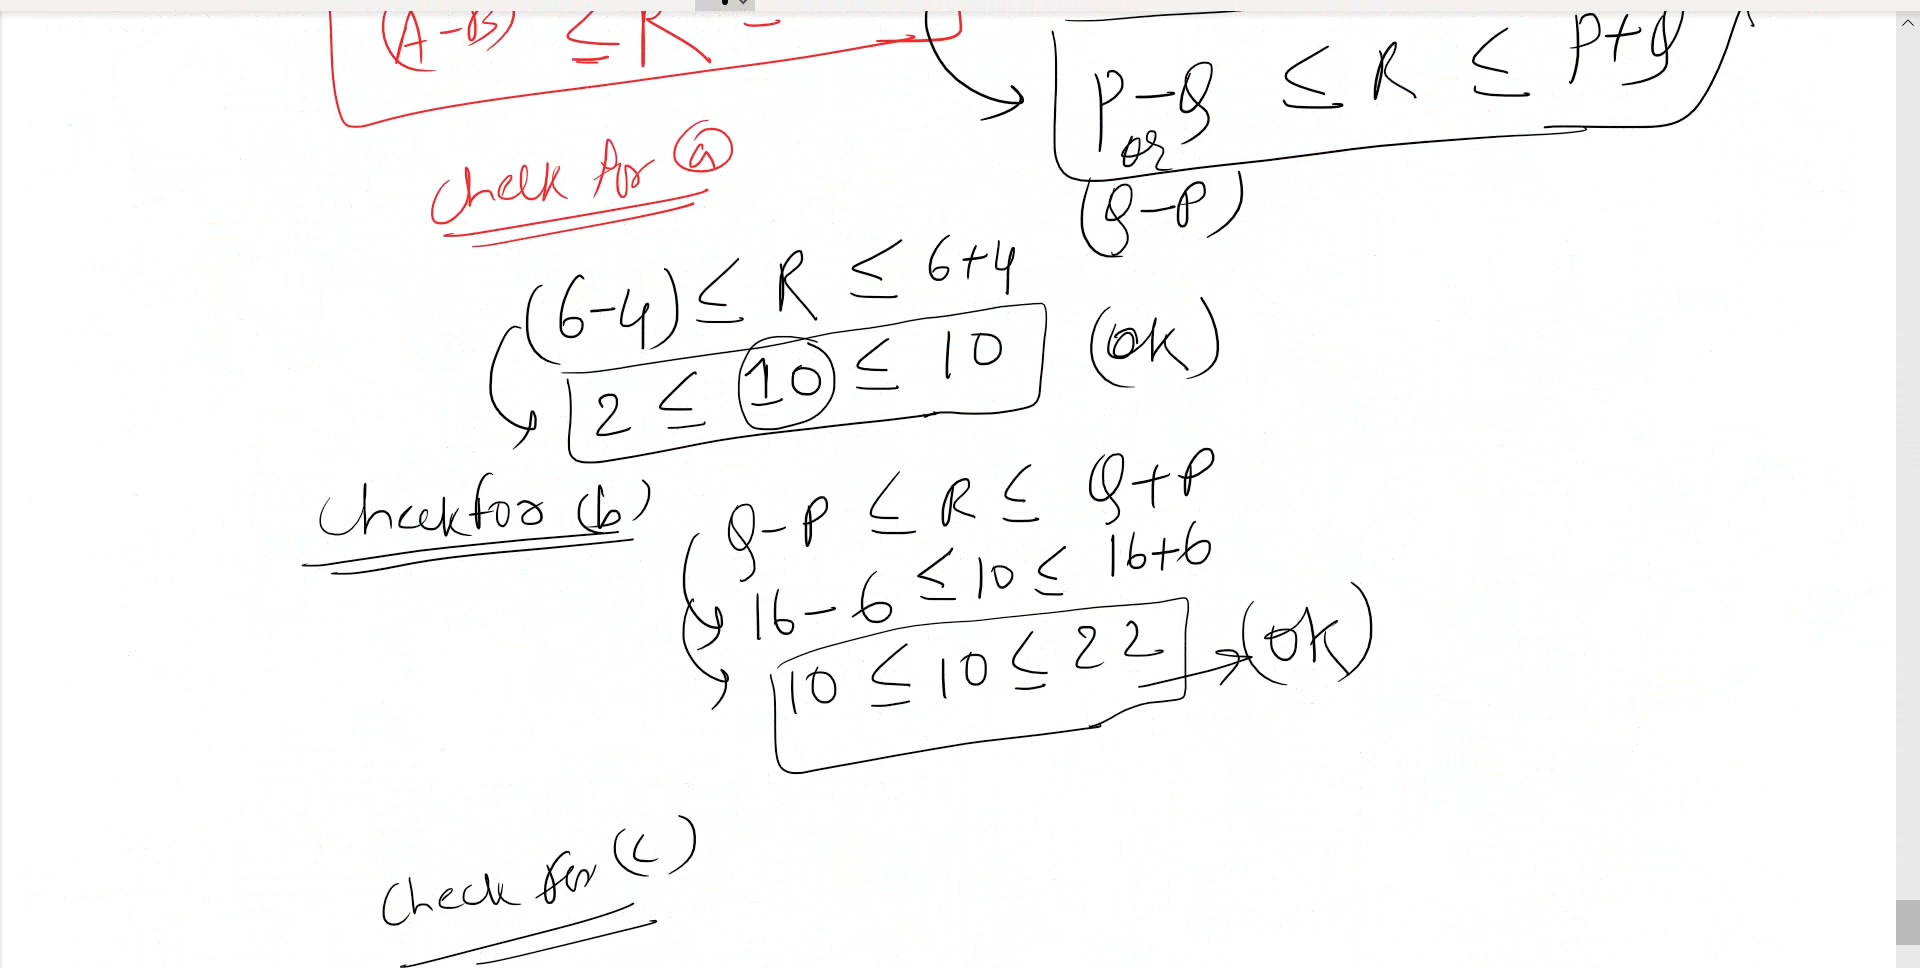 (A-B) ≤ R -
P-Q ≤ R ≤ P+Q
or
(Q-P)
Check for (a)
(6-4) ≤ R ≤ 6+4
2 ≤ 10 ≤ 10 (OK)
Check for (b)
Q-P ≤ R ≤ Q+P
16-6 ≤ 10 ≤ 16+6
10 ≤ 10 ≤ 22 → (OK)
Check for (c)